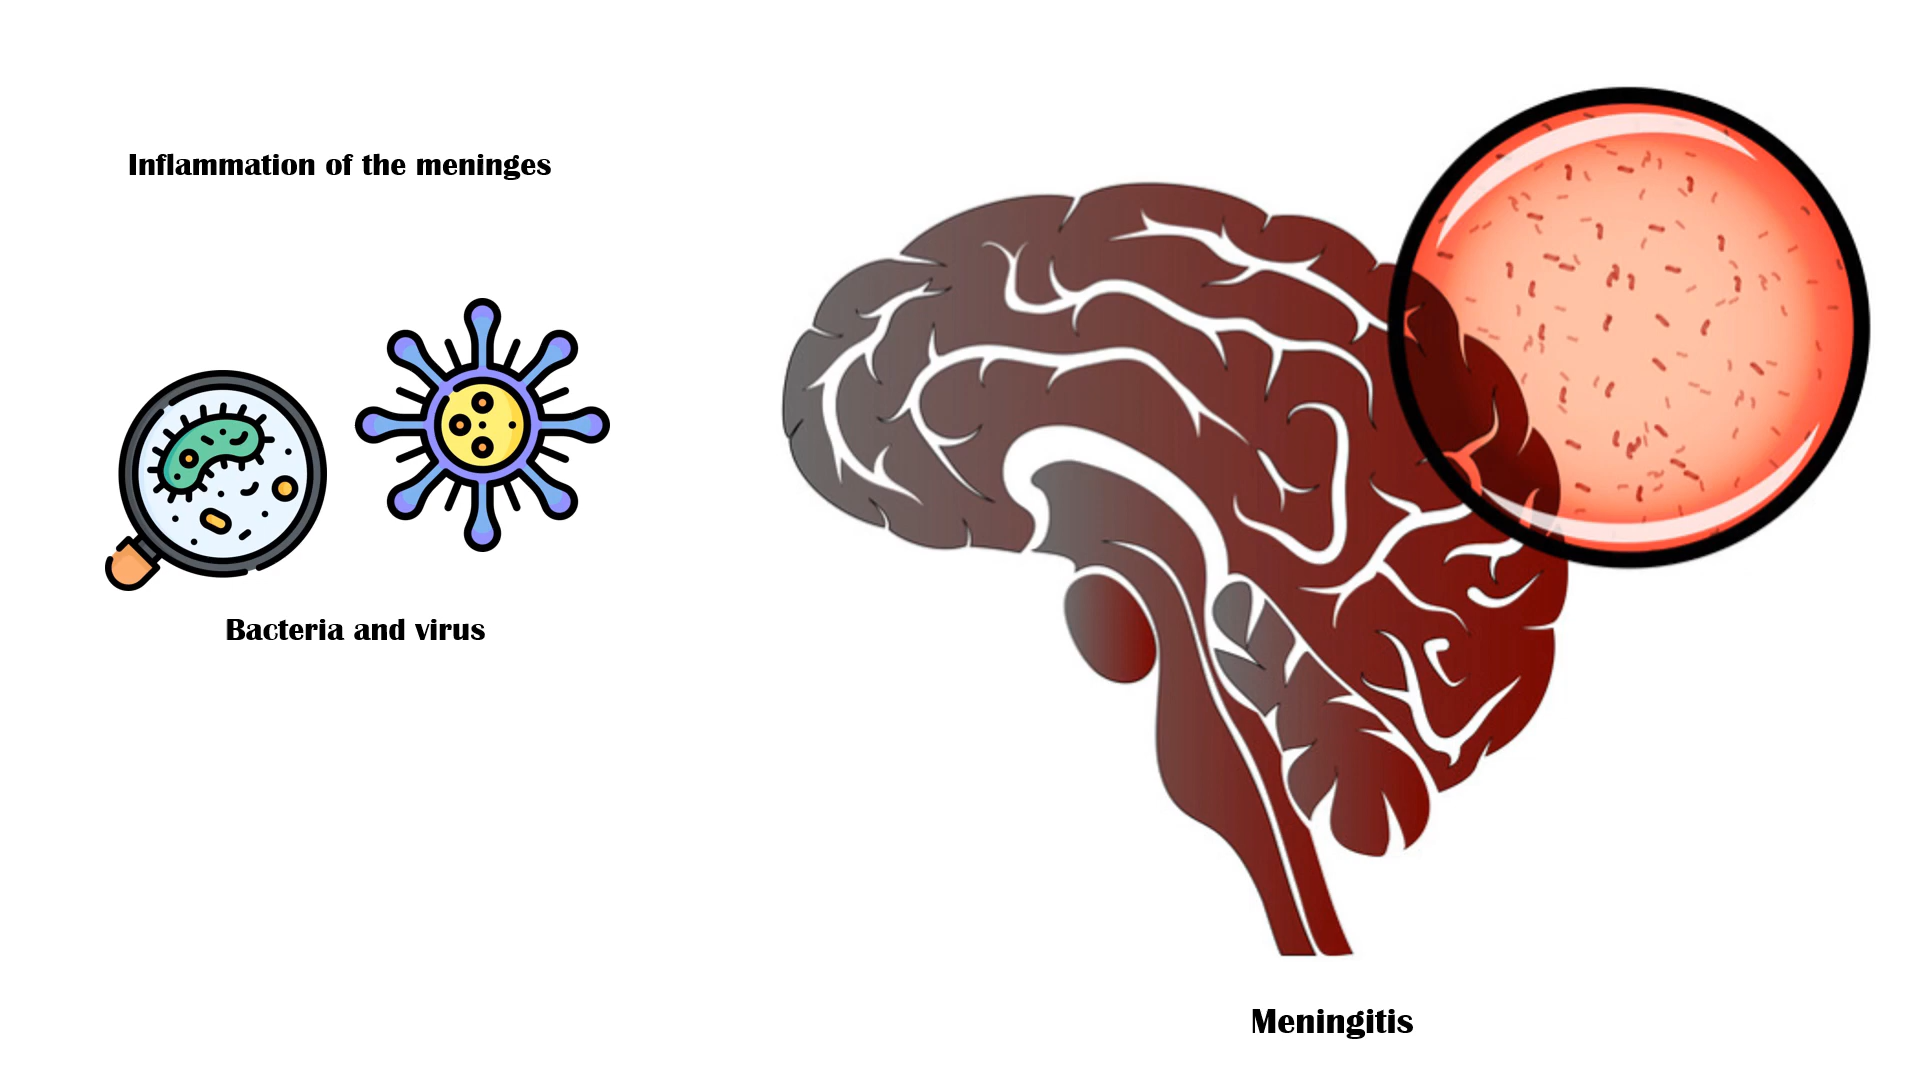 Inflammation of the meninges
Bacteria and virus
Meningitis